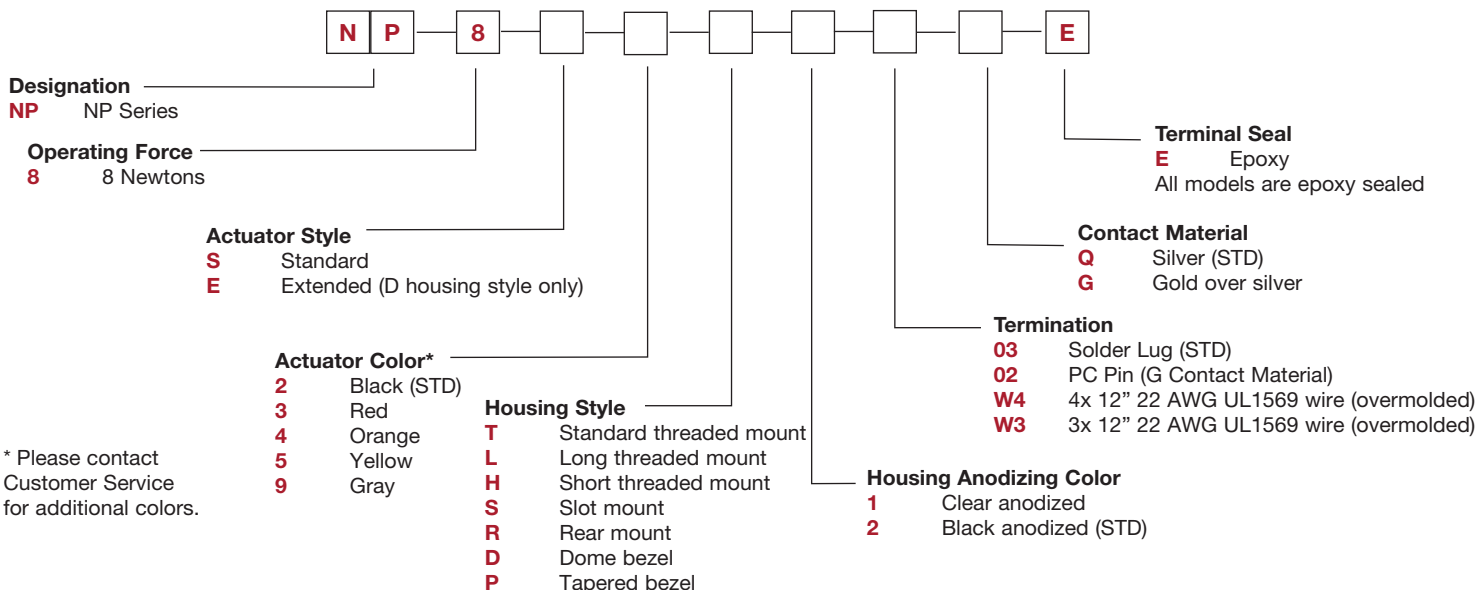 N P 8 E
Designation
NP NP Series
Operating Force
8 8 Newtons
Actuator Style
S Standard
E Extended (D housing style only)
Actuator Color*
2 Black (STD)
3 Red
4 Orange
5 Yellow
9 Gray
* Please contact
Customer Service
for additional colors.
Housing Style
T Standard threaded mount
L Long threaded mount
H Short threaded mount
S Slot mount
R Rear mount
D Dome bezel
P Tapered bezel
Housing Anodizing Color
1 Clear anodized
2 Black anodized (STD)
Termination
03 Solder Lug (STD)
02 PC Pin (G Contact Material)
W4 4x 12” 22 AWG UL1569 wire (overmolded)
W3 3x 12” 22 AWG UL1569 wire (overmolded)
Contact Material
Q Silver (STD)
G Gold over silver
Terminal Seal
E Epoxy
All models are epoxy sealed